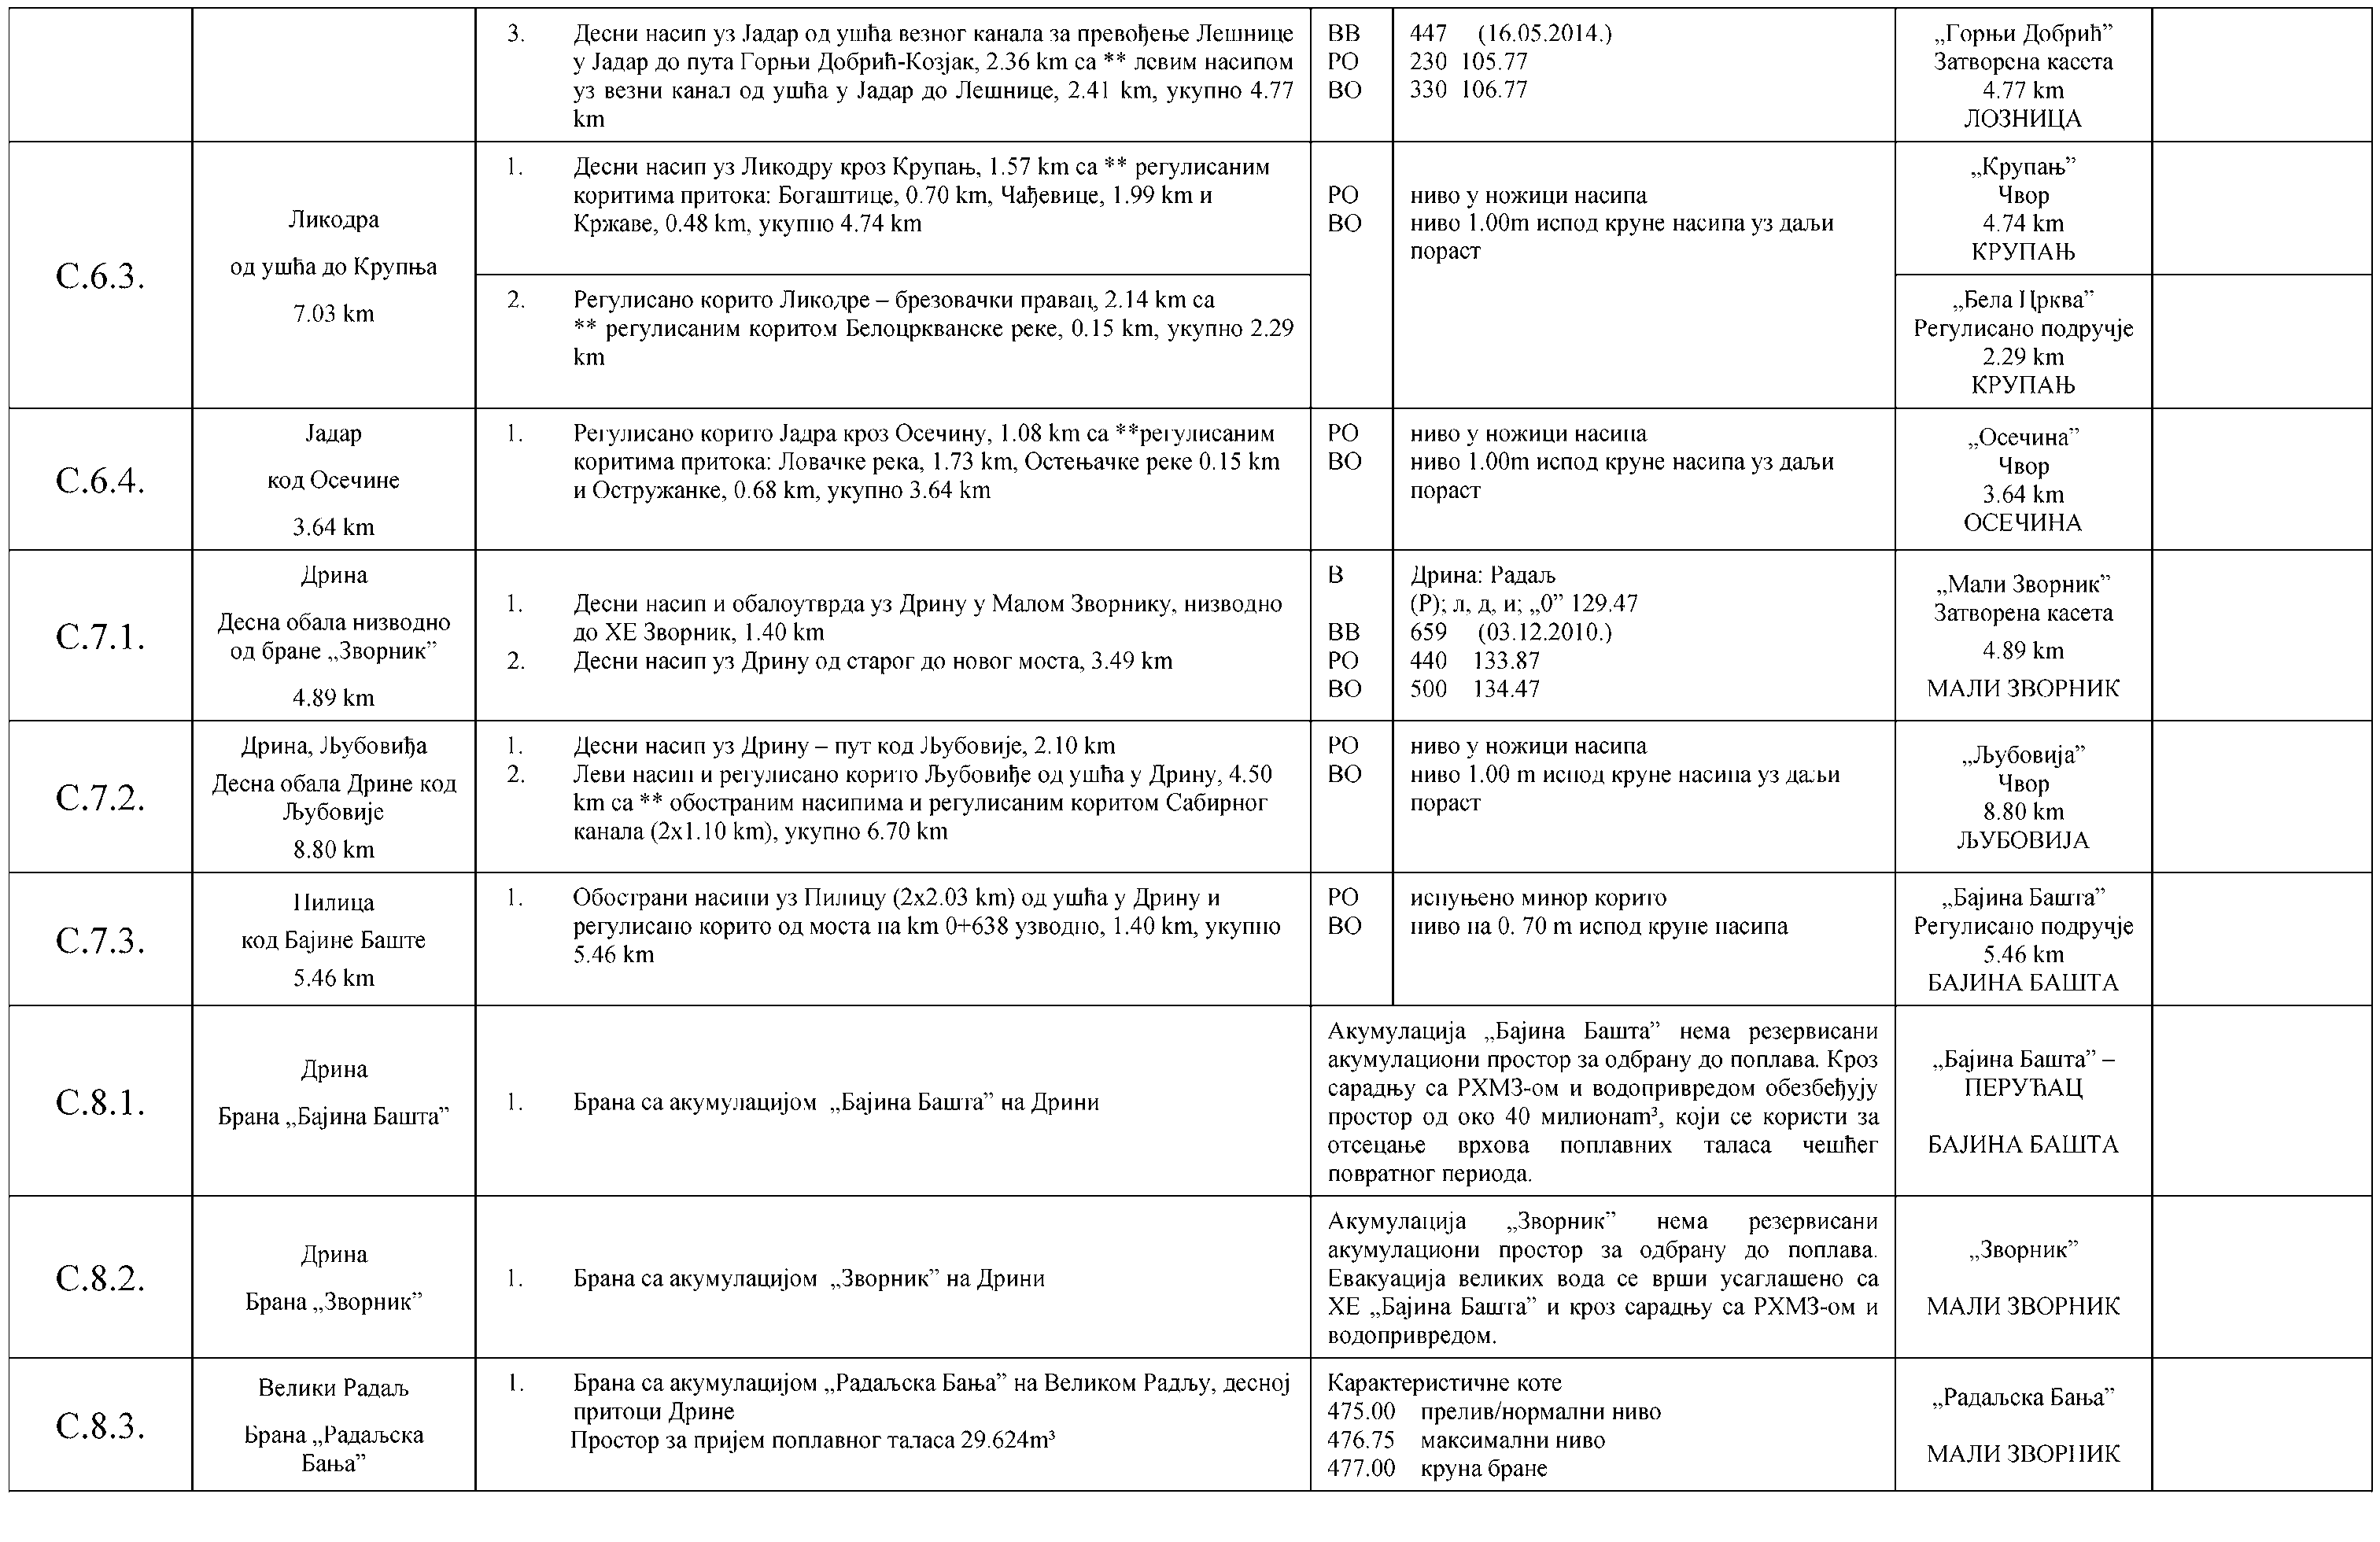 3. Десни насип уз Јадар од ушћа везног канала за превођење Лешнице
у Јадар до пута Горњи Добрић-Козјак, 2.36 km са ** левим насипом
уз везни канал од ушћа у Јадар до Лешнице, 2.41 km, укупно 4.77
km
ВВ 447 (16.05.2014.)
РО 230 105.77
ВО 330 106.77
„Горњи Добрић”
Затворена касета
4.77 km
ЛОЗНИЦА
С.6.3.
Ликодра
од ушћа до Крупња
7.03 km
1. Десни насип уз Ликодру кроз Крупањ, 1.57 km са ** регулисаним
коритима притока: Богаштице, 0.70 km, Чађевице, 1.99 km и
Кржаве, 0.48 km, укупно 4.74 km
РО ниво у ножици насипа
ВО ниво 1.00m испод круне насипа уз даљи
пораст
„Крупањ”
Чвор
4.74 km
КРУПАЊ
2. Регулисано корито Ликодре – брезовачки правац, 2.14 km са
** регулисаним коритом Белоцркванске реке, 0.15 km, укупно 2.29
km
„Бела Црква”
Регулисано подручје
2.29 km
КРУПАЊ
С.6.4.
Јадар
код Осечине
3.64 km
1. Регулисано корито Јадра кроз Осечину, 1.08 km са **регулисаним
коритима притока: Ловачке река, 1.73 km, Остењачке реке 0.15 km
и Остружанке, 0.68 km, укупно 3.64 km
РО ниво у ножици насипа
ВО ниво 1.00m испод круне насипа уз даљи
пораст
„Осечина”
Чвор
3.64 km
ОСЕЧИНА
С.7.1.
Дрина
Десна обала низводно
од бране „Зворник”
4.89 km
1. Десни насип и обалоутврда уз Дрину у Малом Зворнику, низводно
до ХЕ Зворник, 1.40 km
2. Десни насип уз Дрину од старог до новог моста, 3.49 km
В Дрина: Радаљ
(Р); л, д, и; „0” 129.47
ВВ 659 (03.12.2010.)
РО 440 133.87
ВО 500 134.47
„Мали Зворник”
Затворена касета
4.89 km
МАЛИ ЗВОРНИК
С.7.2.
Дрина, Љубовиђа
Десна обала Дрине код
Љубовије
8.80 km
1. Десни насип уз Дрину – пут код Љубовије, 2.10 km
2. Леви насип и регулисано корито Љубовиђе од ушћа у Дрину, 4.50
km са ** обостраним насипима и регулисаним коритом Сабирног
канала (2x1.10 km), укупно 6.70 km
РО ниво у ножици насипа
ВО ниво 1.00 m испод круне насипа уз даљи
пораст
„Љубовија”
Чвор
8.80 km
ЉУБОВИЈА
С.7.3.
Пилица
код Бајине Баште
5.46 km
1. Обострани насипи уз Пилицу (2x2.03 km) од ушћа у Дрину и
регулисано корито од моста на km 0+638 узводно, 1.40 km, укупно
5.46 km
РО испуњено минор корито
ВО ниво на 0. 70 m испод круне насипа
„Бајина Башта”
Регулисано подручје
5.46 km
БАЈИНА БАШТА
С.8.1.
Дрина
Брана „Бајина Башта”
1. Брана са акумулацијом „Бајина Башта” на Дрини
Акумулација „Бајина Башта” нема резервисани
акумулациони простор за одбрану до поплава. Кроз
сарадњу са РХМЗ-ом и водопривредом обезбеђују
простор од око 40 милионаm³, који се користи за
отсецање врхова поплавних таласа чешћег
повратног периода.
„Бајина Башта” –
ПЕРУЋАЦ
БАЈИНА БАШТА
С.8.2.
Дрина
Брана „Зворник”
1. Брана са акумулацијом „Зворник” на Дрини
Акумулација „Зворник” нема резервисани
акумулациони простор за одбрану до поплава.
Евакуација великих вода се врши усаглашено са
ХЕ „Бајина Башта” и кроз сарадњу са РХМЗ-ом и
водопривредом.
„Зворник”
МАЛИ ЗВОРНИК
С.8.3.
Велики Радаљ
Брана „Радаљска
Бања”
1. Брана са акумулацијом „Радаљска Бања” на Великом Радљу, десној
притоци Дрине
Простор за пријем поплавног таласа 29.624m³
Карактеристичне коте
475.00 прелив/нормални ниво
476.75 максимални ниво
477.00 круна бране
„Радаљска Бања”
МАЛИ ЗВОРНИК